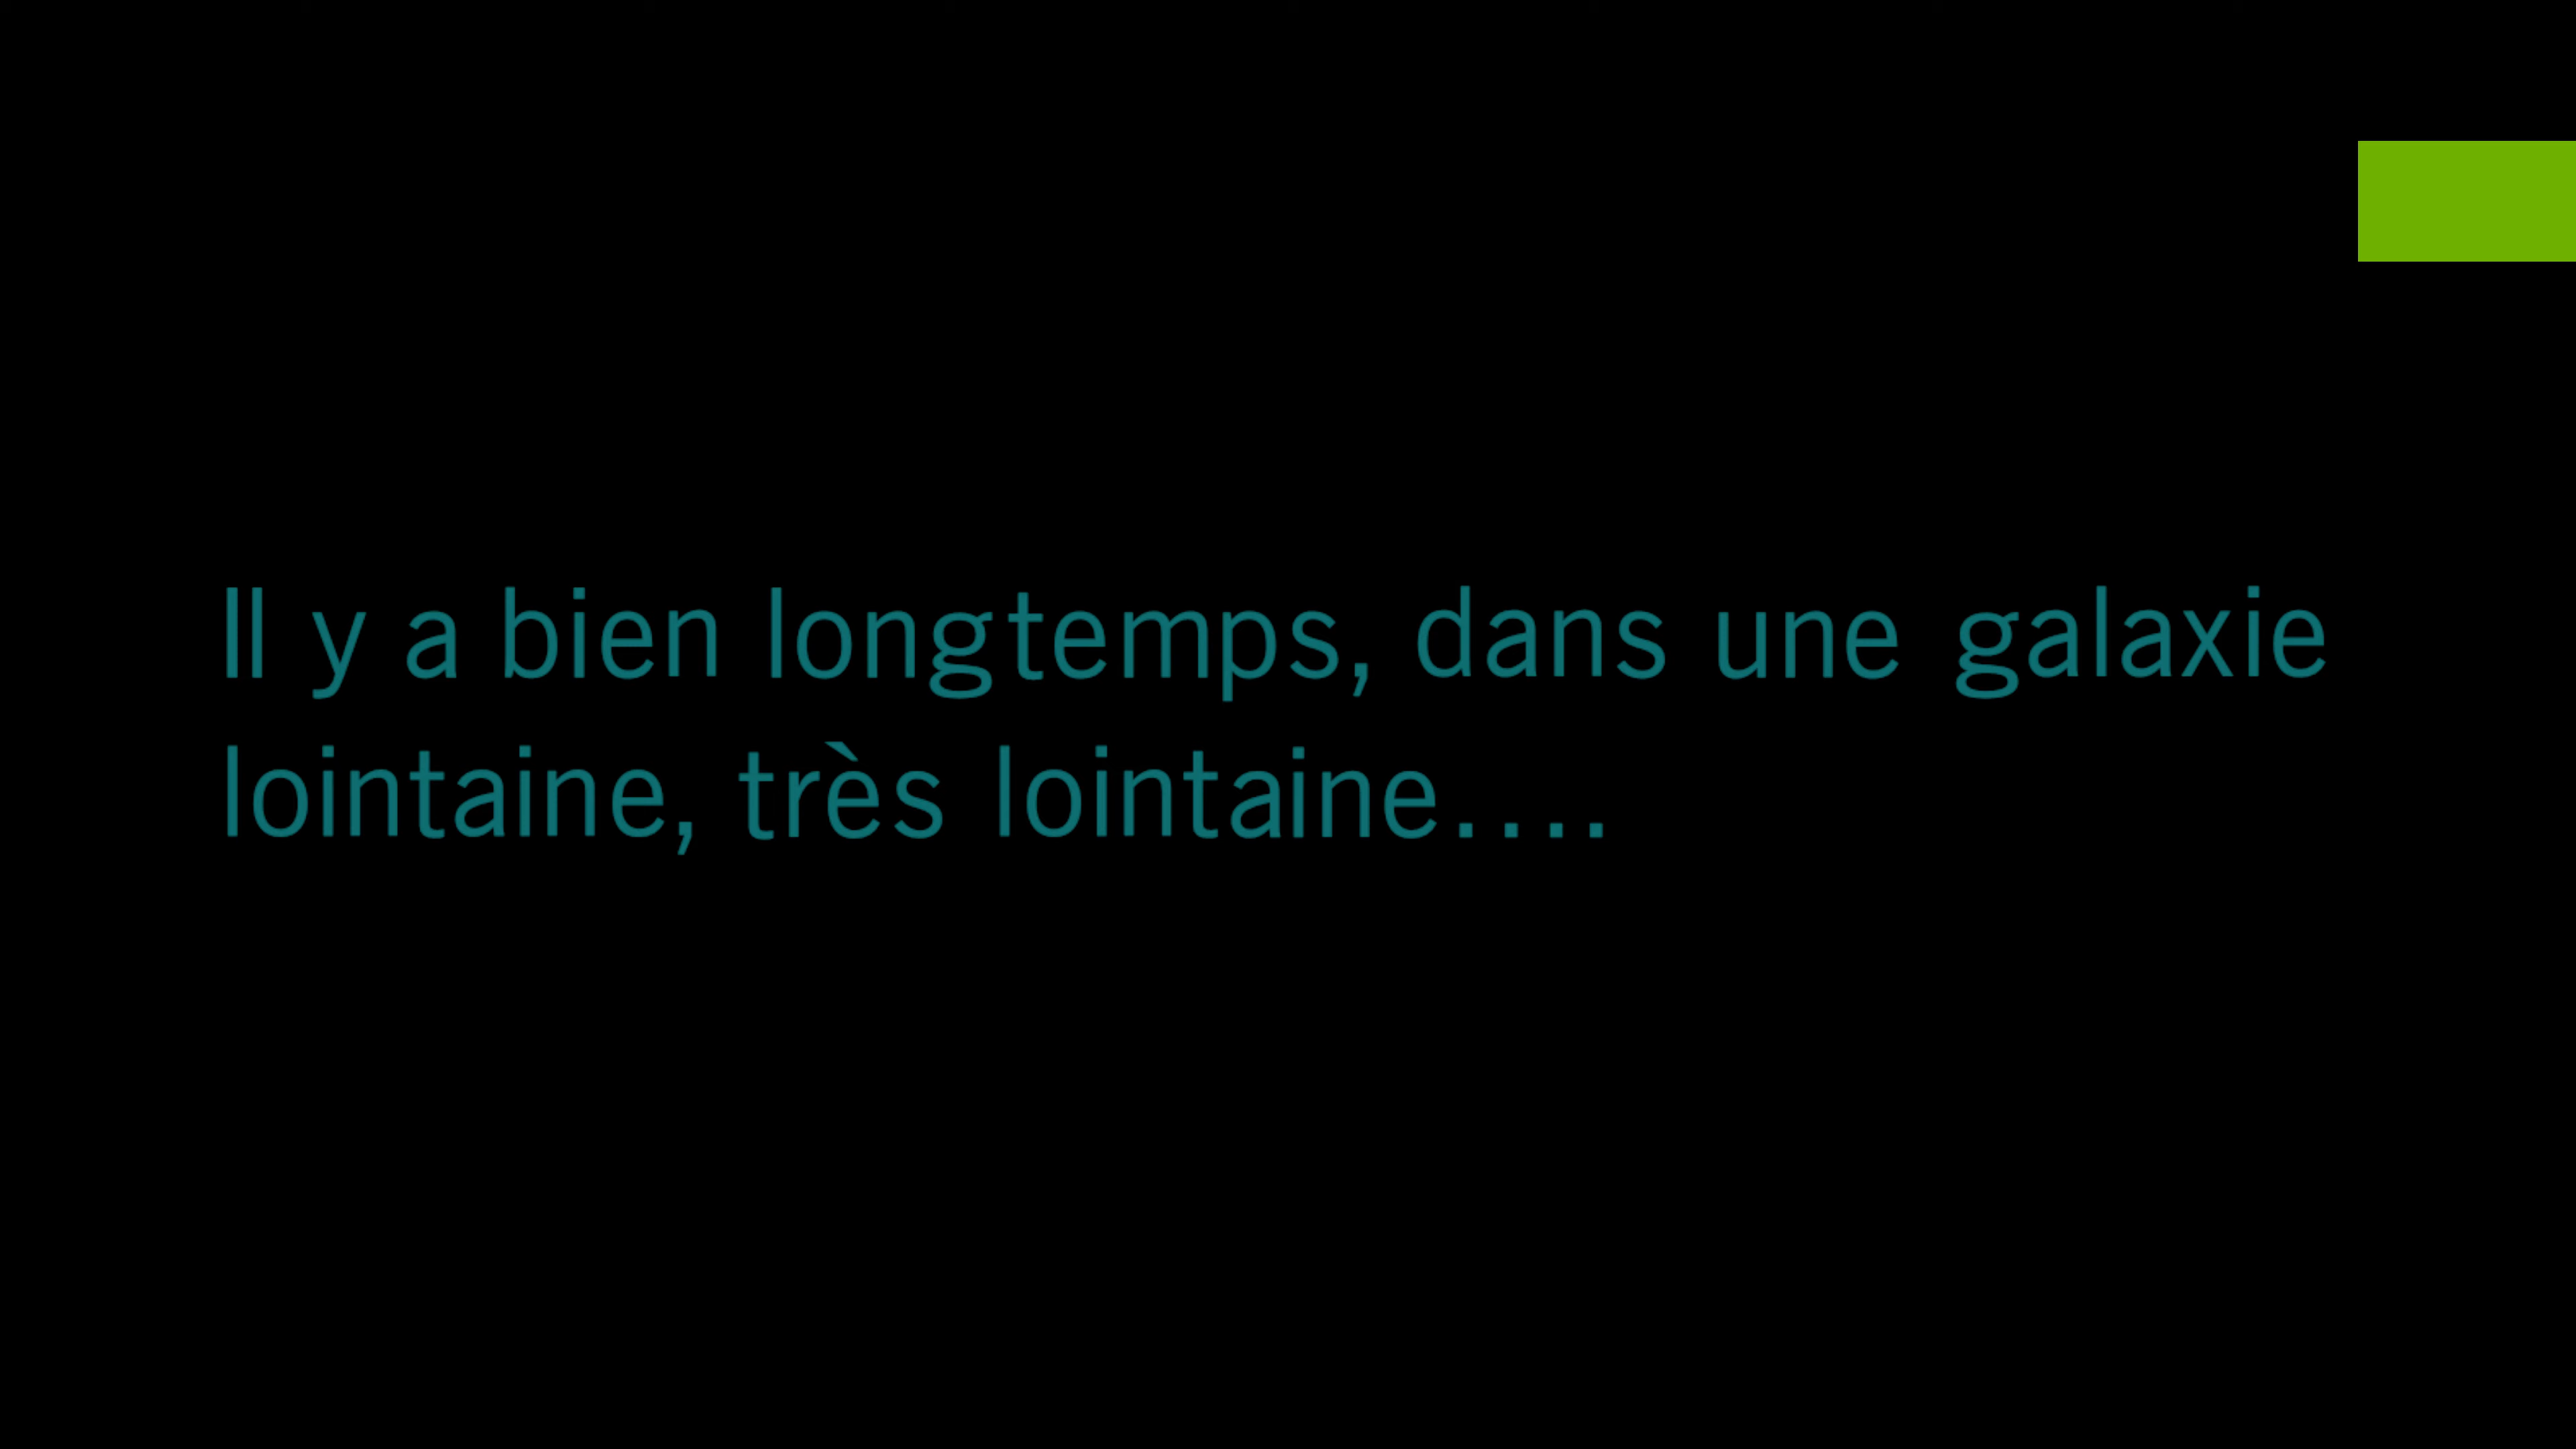 Il y a bien longtemps, dans une galaxie
lointaine, très lointaine....